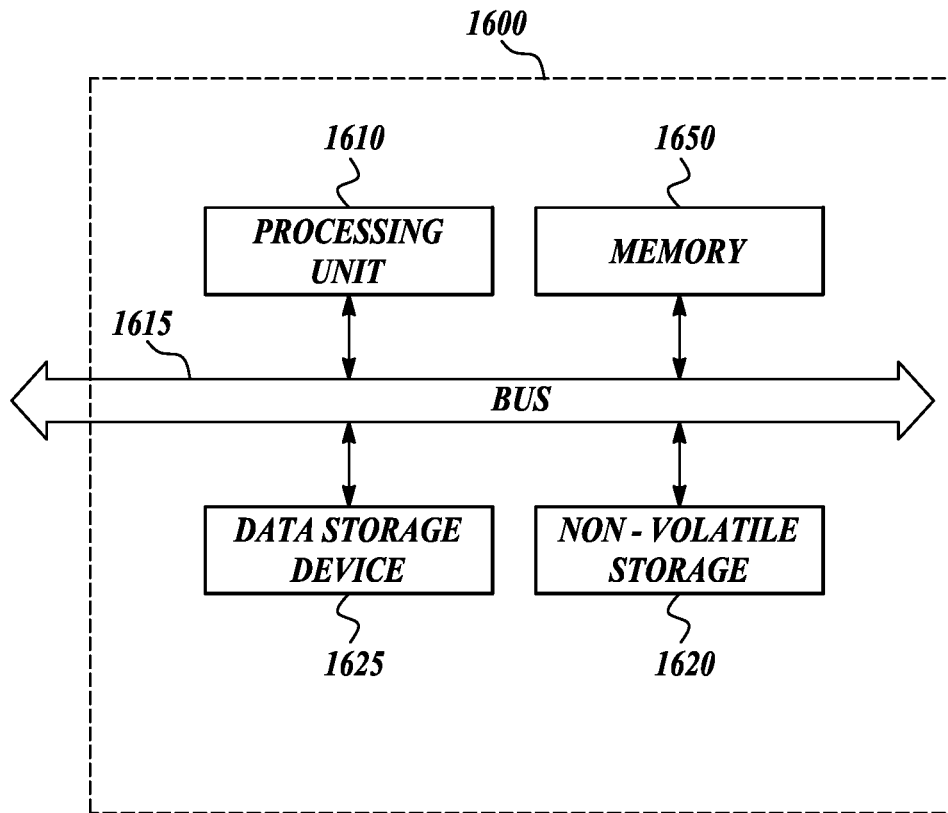 1600
1610
1650
PROCESSING
UNIT
MEMORY
1615
BUS
DATA STORAGE
DEVICE
NON - VOLATILE
STORAGE
1625
1620